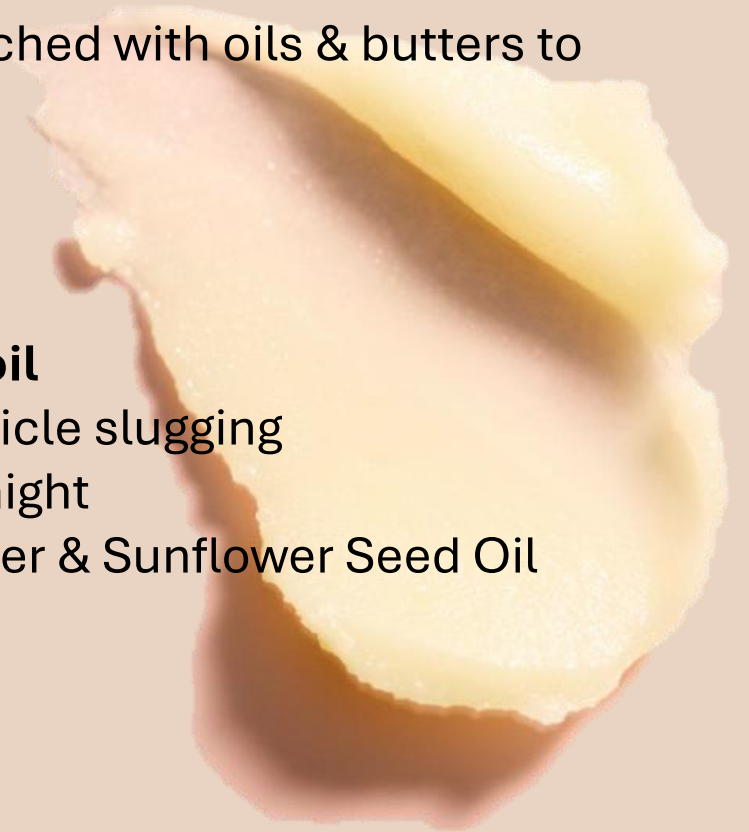 ched with oils & butters to
oil
icle slugging
night
er & Sunflower Seed Oil